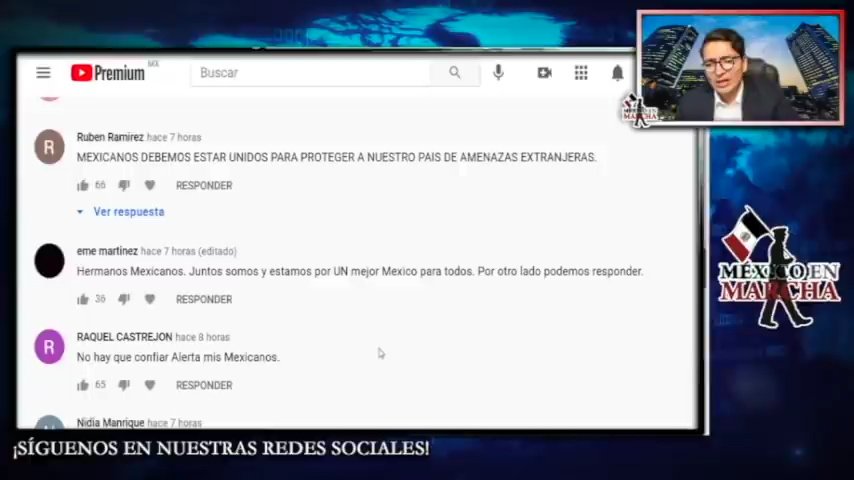 Premium MX
Buscar
Ruben Ramirez hace 7 horas
MEXICANOS DEBEMOS ESTAR UNIDOS PARA PROTEGER A NUESTRO PAIS DE AMENAZAS EXTRANJERAS.
66 RESPONDER
Ver respuesta
eme martinez hace 7 horas (editado)
Hermanos Mexicanos. Juntos somos y estamos por UN mejor Mexico para todos. Por otro lado podemos responder.
36 RESPONDER
RAQUEL CASTREJON hace 8 horas
R
R
No hay que confiar Alerta mis Mexicanos.
65 RESPONDER
Nidia Manrique hace 7 horas
MÉXICO EN
MARCHA
MÉXICO EN
MARCHA
¡SÍGUENOS EN NUESTRAS REDES SOCIALES!